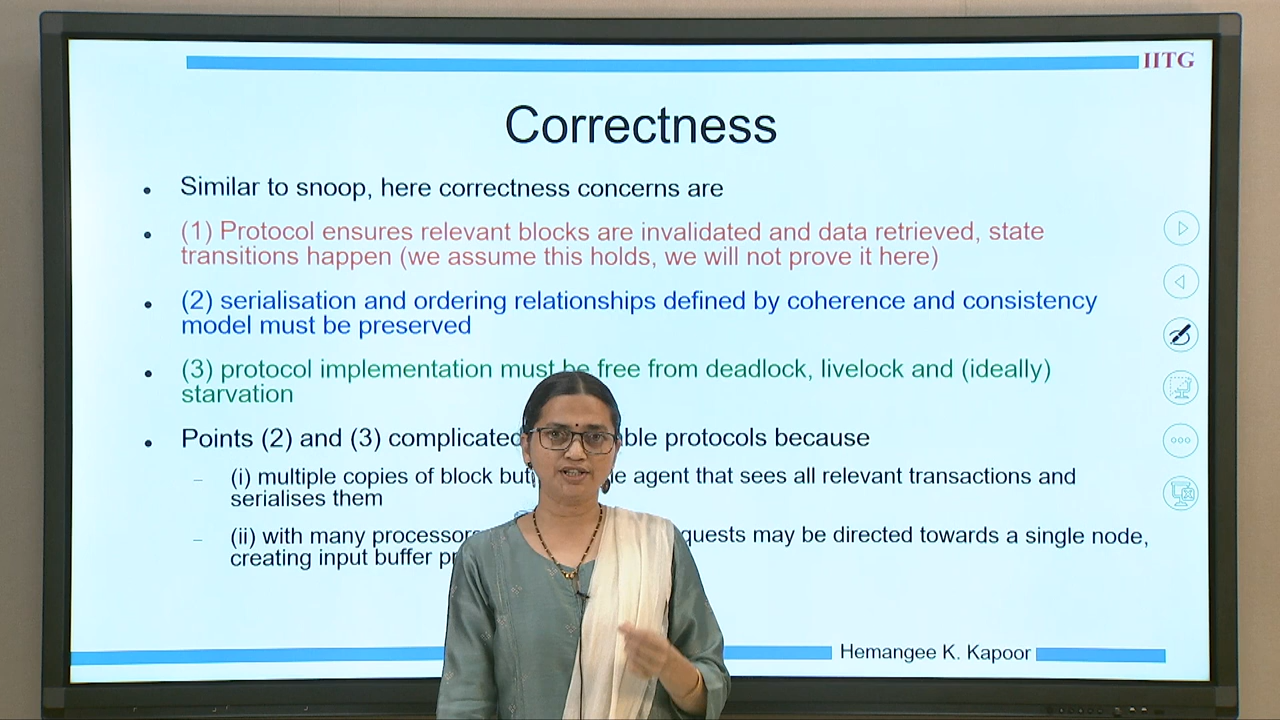 IITG
Correctness
• Similar to snoop, here correctness concerns are
• (1) Protocol ensures relevant blocks are invalidated and data retrieved, state
transitions happen (we assume this holds, we will not prove it here)
• (2) serialisation and ordering relationships defined by coherence and consistency
model must be preserved
• (3) protocol implementation must be free from deadlock, livelock and (ideally)
starvation
• Points (2) and (3) complicated protocols because
– (i) multiple copies of block agent that sees all relevant transactions and
serialises them
– (ii) with many processors may be directed towards a single node,
creating input buffer
Hemangee K. Kapoor